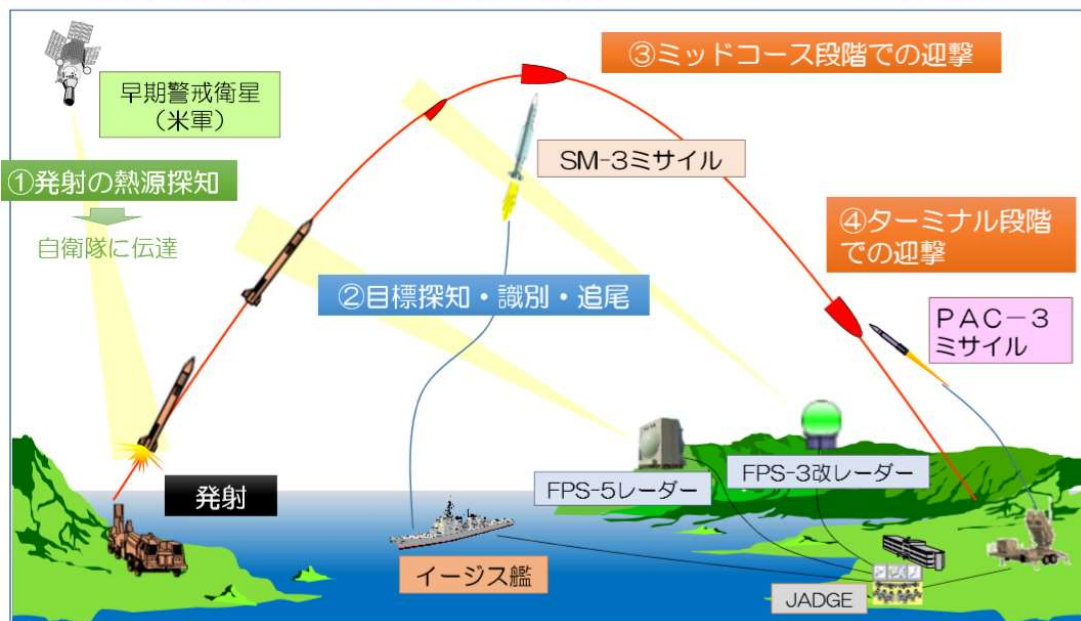 早期警戒衛星
（米軍）
①発射の熱源探知
自衛隊に伝達
③ミッドコース段階での迎撃
SM-3ミサイル
②目標探知・識別・追尾
④ターミナル段階
での迎撃
ＰＡＣ－３
ミサイル
発射
FPS-5レーダー
FPS-3改レーダー
イージス艦
JADGE